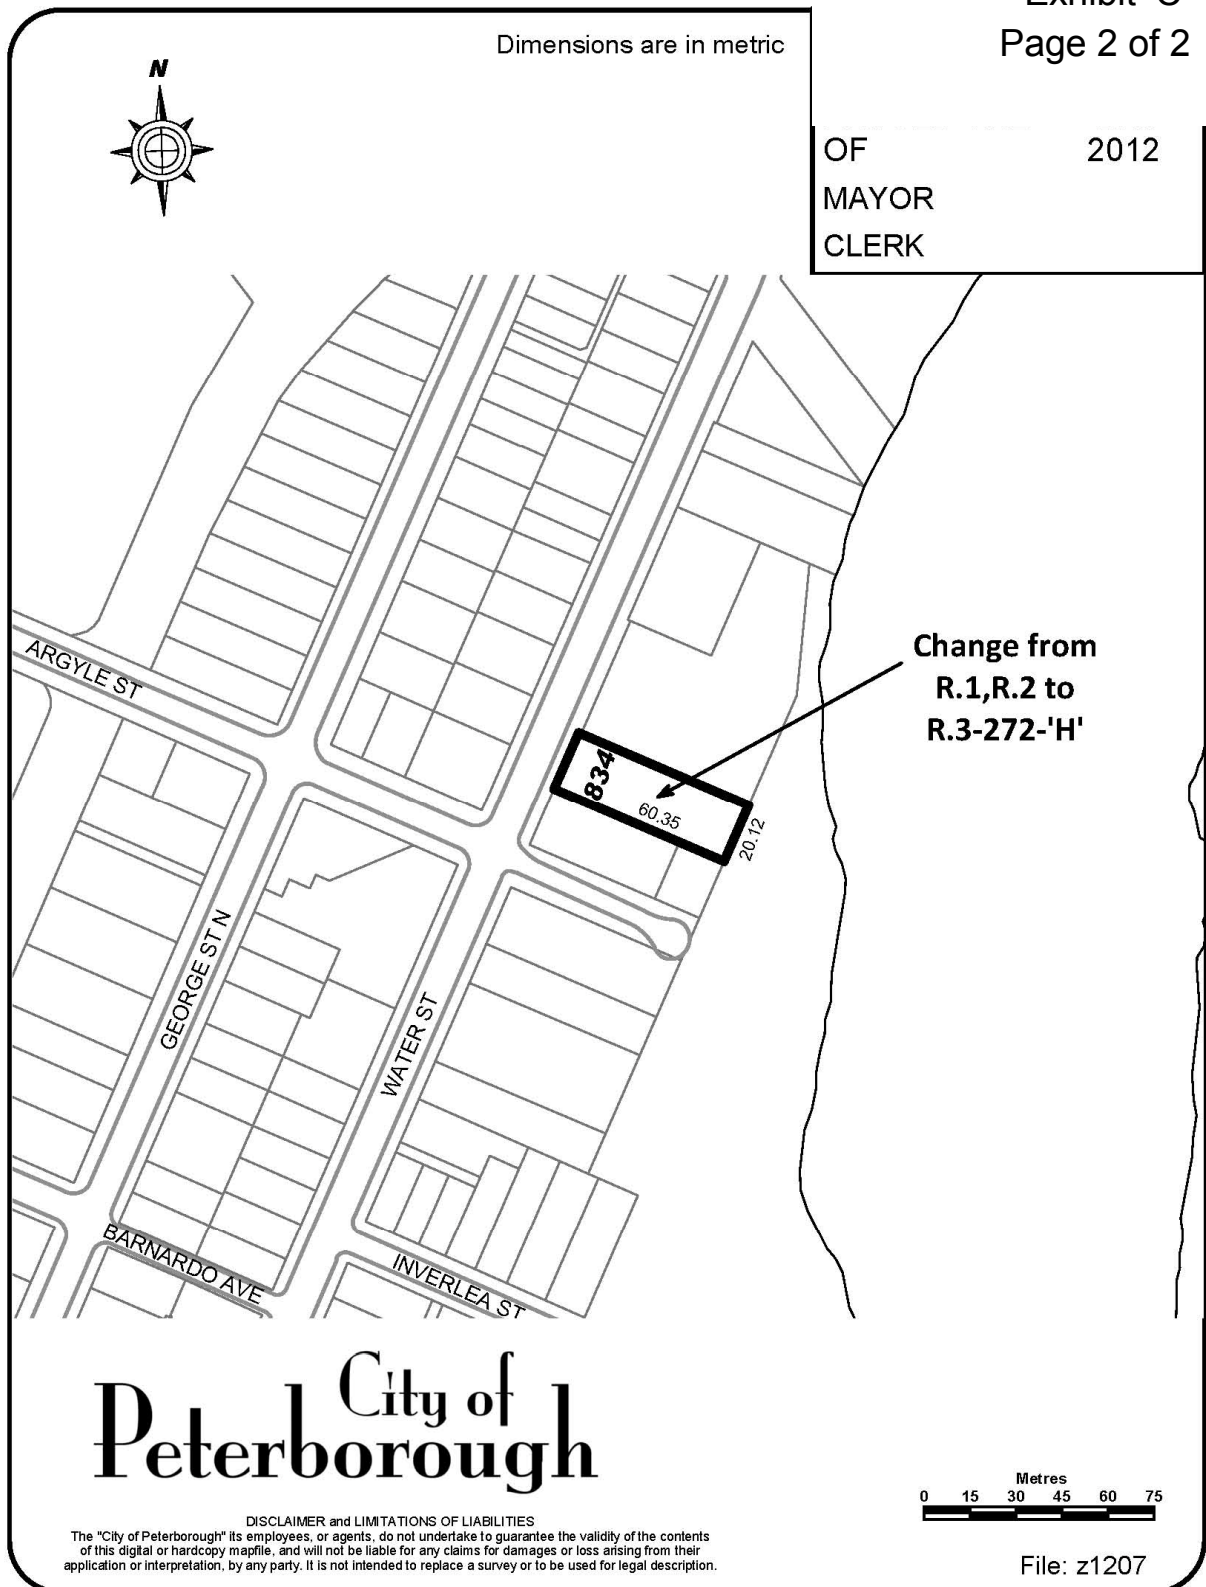 Page 2 of 2
Dimensions are in metric
N
OF 2012
MAYOR
CLERK
ARGYLE ST
Change from
R.1,R.2 to
R.3-272-'H'
834
60.35
20.12
GEORGE ST N
WATER ST
BARNARDO AVE
INVERLEA ST
City of
Peterborough
Metres
0 15 30 45 60 75
DISCLAIMER and LIMITATIONS OF LIABILITIES
The "City of Peterborough" its employees, or agents, do not undertake to guarantee the validity of the contents
of this digital or hardcopy mapfile, and will not be liable for any claims for damages or loss arising from their
application or interpretation, by any party. It is not intended to replace a survey or to be used for legal description.
File: z1207